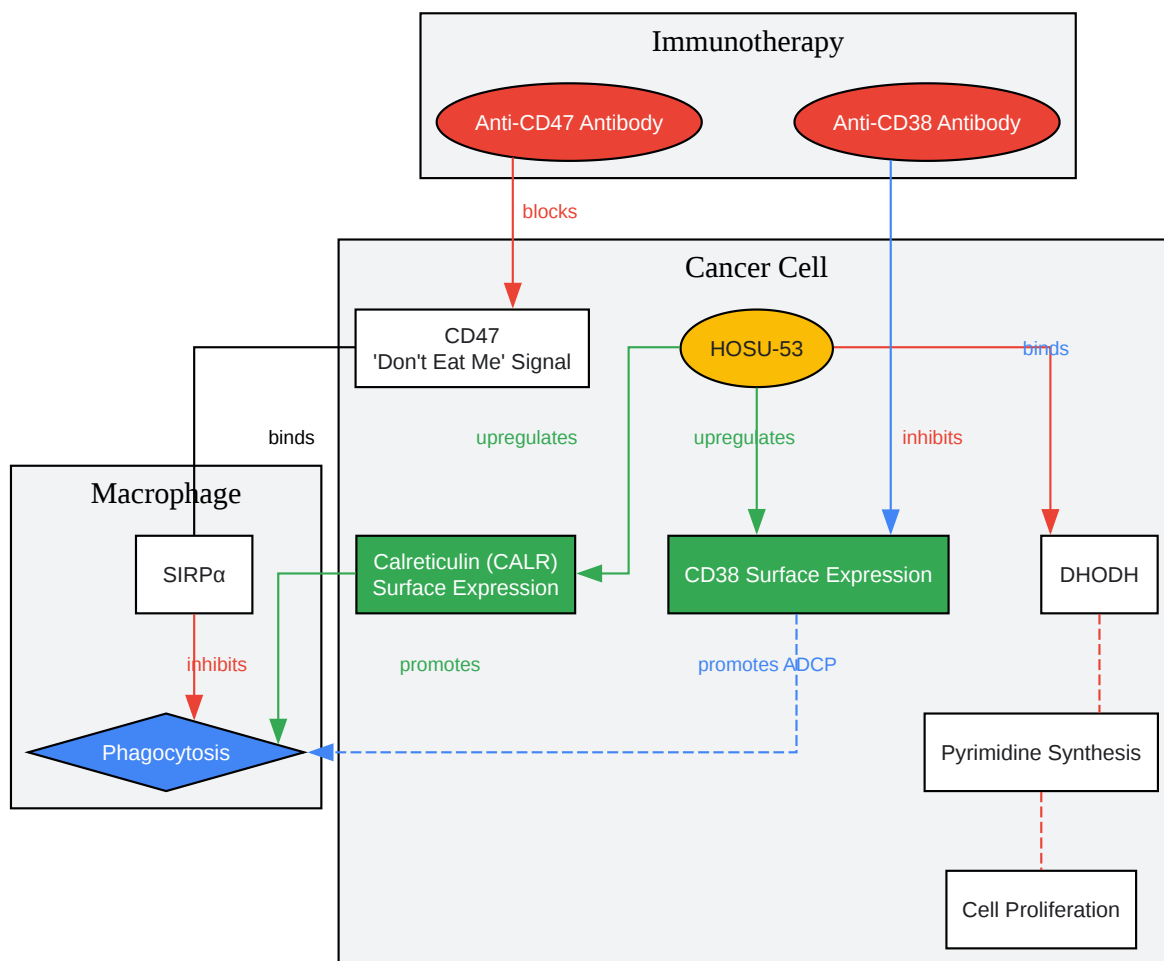 Immunotherapy
Anti-CD47 Antibody
Anti-CD38 Antibody
blocks
Cancer Cell
CD47
'Don't Eat Me' Signal
HOSU-53
binds
binds
upregulates
upregulates
inhibits
Macrophage
SIRPα
Calreticulin (CALR)
Surface Expression
CD38 Surface Expression
DHODH
inhibits
promotes
promotes ADCP
Phagocytosis
Pyrimidine Synthesis
Cell Proliferation